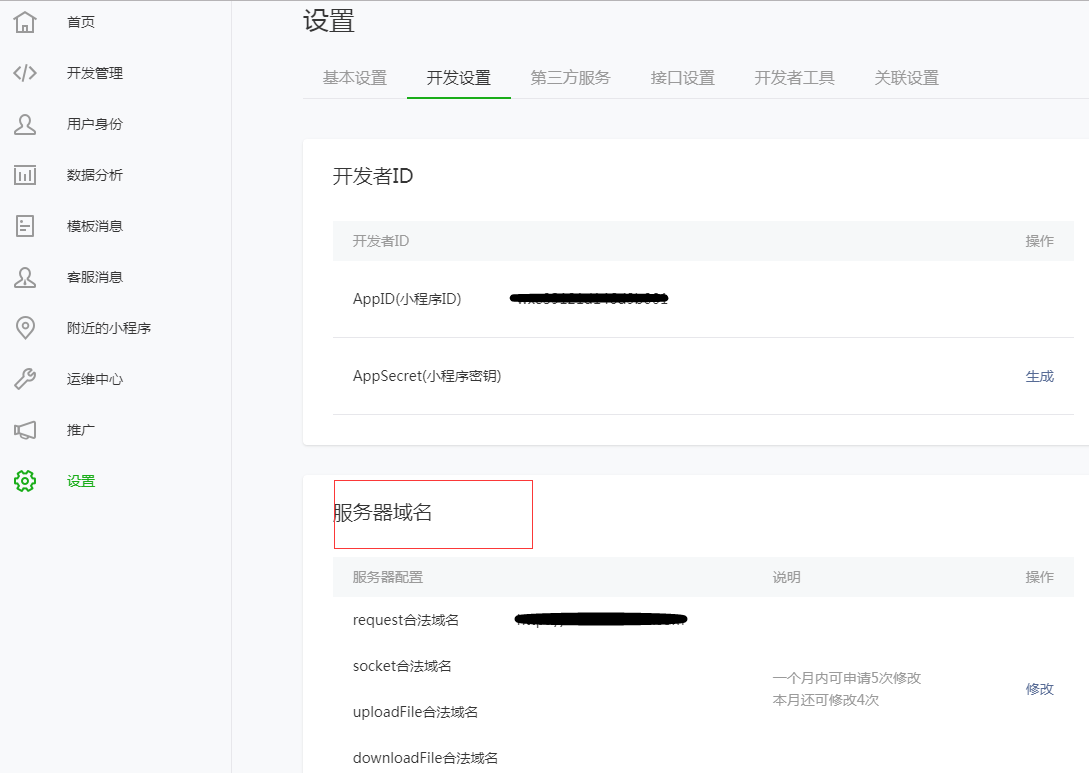 首页
开发管理
用户身份
数据分析
模板消息
客服消息
附近的小程序
运维中心
推广
设置
设置
基本设置 开发设置 第三方服务 接口设置 开发者工具 关联设置
开发者ID
开发者ID 操作
AppID(小程序ID)
AppSecret(小程序密钥) 生成
服务器域名
服务器配置 说明 操作
request合法域名
socket合法域名
一个月内可申请5次修改
本月还可修改4次
修改
uploadFile合法域名
downloadFile合法域名